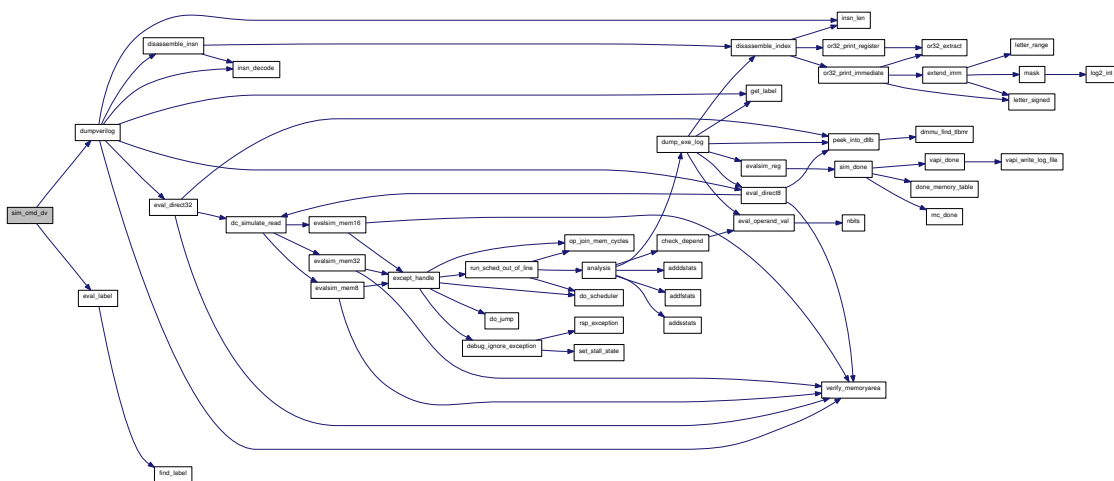 insn_len
disassemble_insn
disassemble_index
or32_print_register
or32_extract
letter_range
insn_decode
or32_print_immediate
extend_imm
mask
log2_int
get_label
letter_signed
dumpverilog
dump_exe_log
peek_into_dtlb
dmmu_find_tlbmr
evalsim_reg
sim_done
vapi_done
vapi_write_log_file
eval_direct8
done_memory_table
sim_cmd_dv
eval_direct32
dc_simulate_read
evalsim_mem16
eval_operand_val
nbits
mc_done
op_join_mem_cycles
check_depend
evalsim_mem32
except_handle
run_sched_out_of_line
analysis
adddstats
evalsim_mem8
eval_label
do_scheduler
addfstats
do_jump
rsp_exception
addsstats
debug_ignore_exception
set_stall_state
verify_memoryarea
find_label